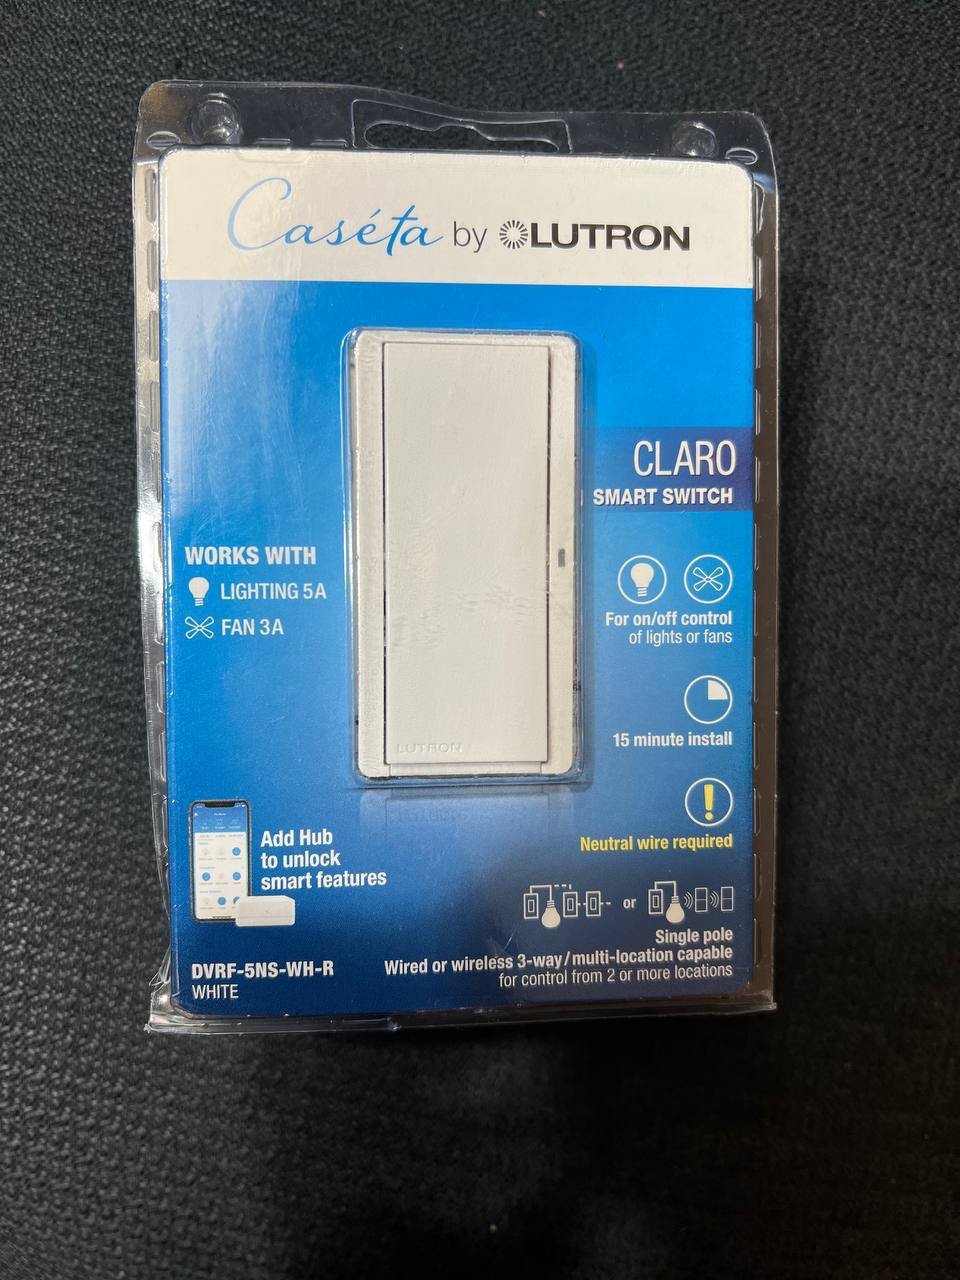 Caséta by LUTRON
CLARO
SMART SWITCH
WORKS WITH
LIGHTING 5A
FAN 3A
For on/off control
of lights or fans
15 minute install
Neutral wire required
LUTRON
Add Hub
to unlock
smart features
or
Single pole
Wired or wireless 3-way/multi-location capable
for control from 2 or more locations
DVRF-5NS-WH-R
WHITE